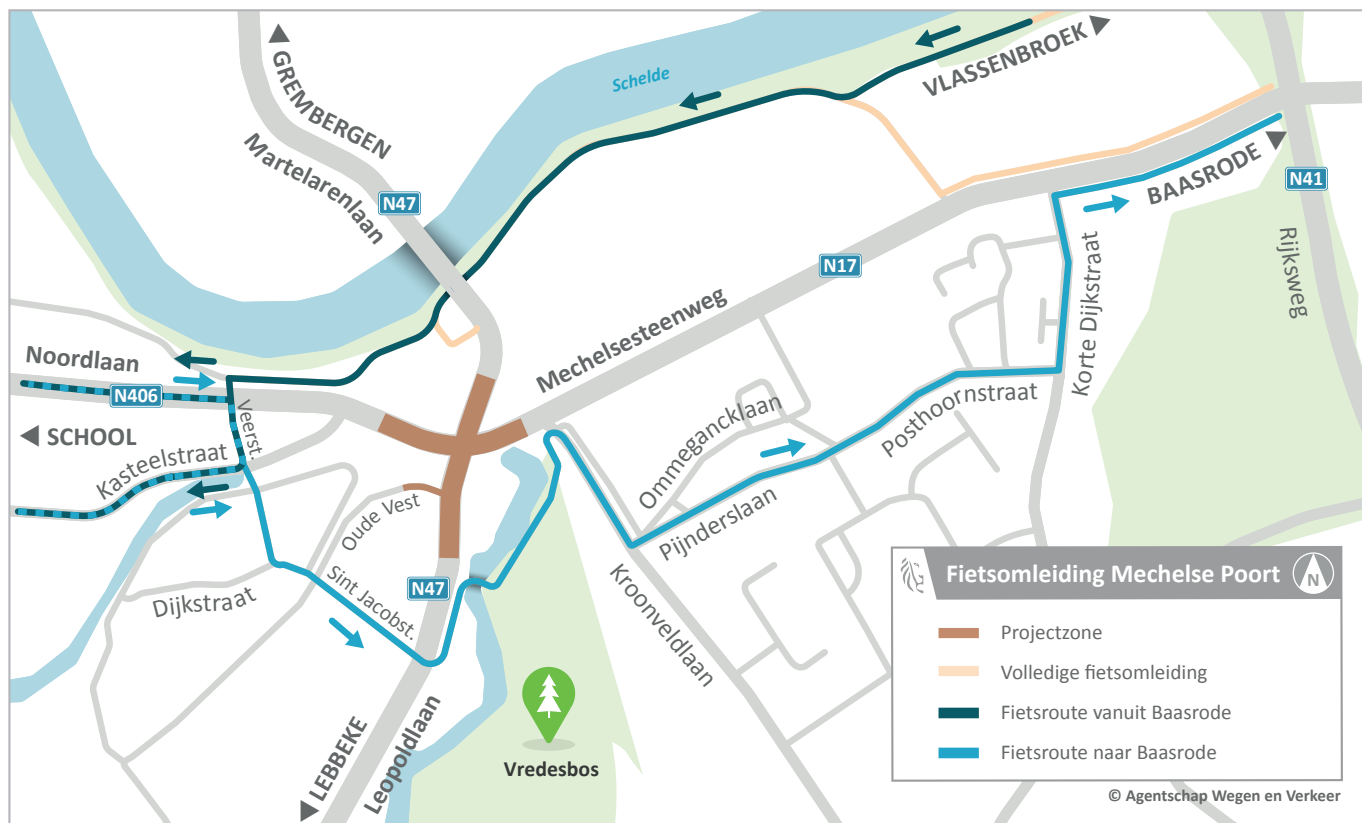 GREMBERGEN
Martelarenlaan
N47
Schelde
VLASSENBROEK
BAASRODE
N41
Rijksweg
N17
Mechelsesteenweg
Korte Dijkstraat
Noordlaan
N406
SCHOOL
Veerst.
Kasteelstraat
Oude Vest
Ommegancklaan
Posthoornstraat
Pijnderslaan
Dijkstraat
Sint Jacobst.
N47
Kroonveldlaan
LEBBEKE
Leopoldlaan
Vredesbos
Fietsomleiding Mechelse Poort
N
Projectzone
Volledige fietsomleiding
Fietsroute vanuit Baasrode
Fietsroute naar Baasrode
© Agentschap Wegen en Verkeer